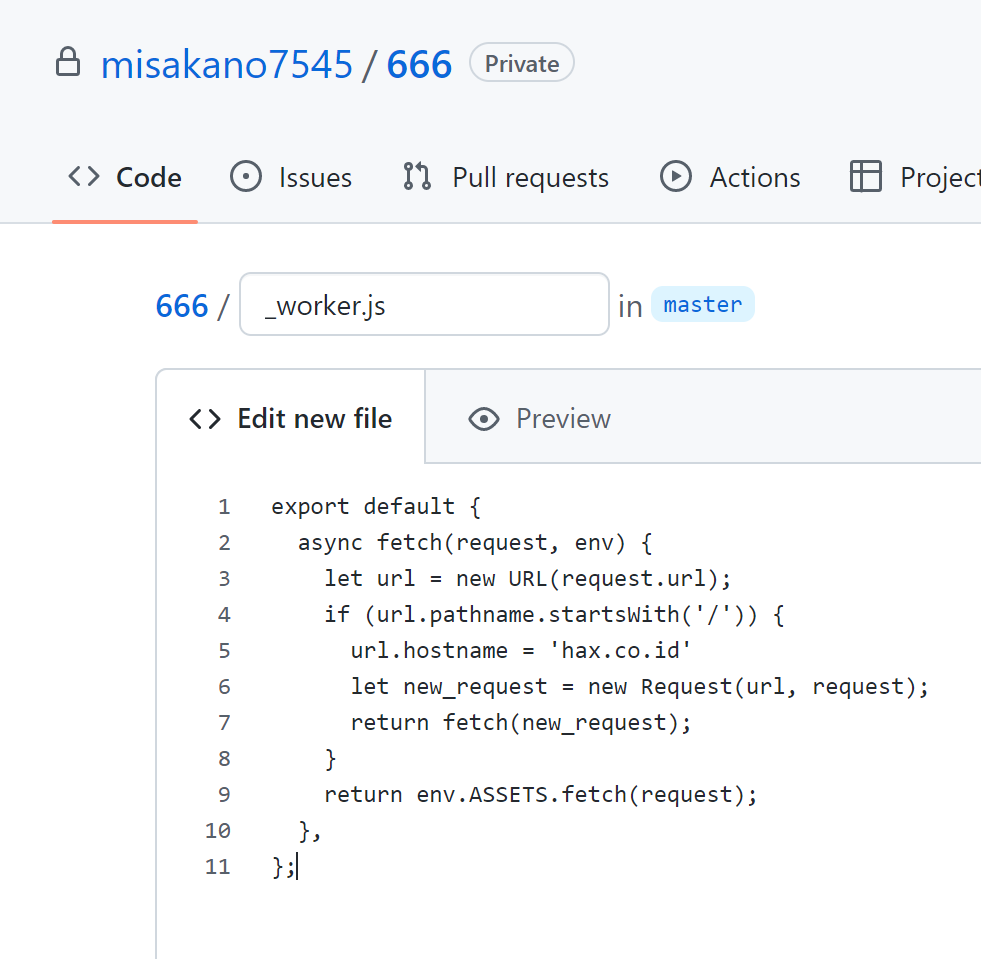 misakano7545 / 666 Private
Code Issues Pull requests Actions Project
666 / _worker.js in master
Edit new file Preview
1 export default {
2 async fetch(request, env) {
3 let url = new URL(request.url);
4 if (url.pathname.startsWith('/')) {
5 url.hostname = 'hax.co.id'
6 let new_request = new Request(url, request);
7 return fetch(new_request);
8 }
9 return env.ASSETS.fetch(request);
10 },
11 };